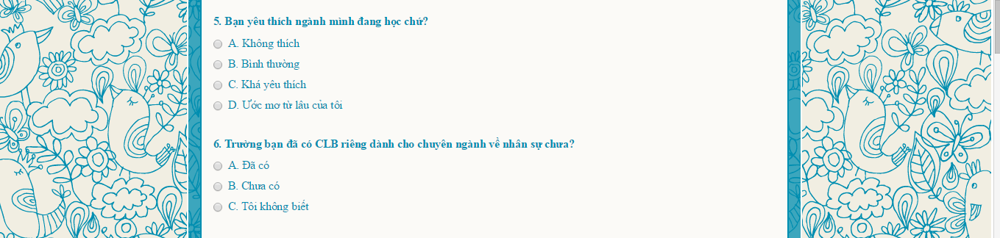 5. Bạn yêu thích ngành mình đang học chứ?
A. Không thích
B. Bình thường
C. Khá yêu thích
D. Ước mơ từ lâu của tôi
6. Trường bạn đã có CLB riêng dành cho chuyên ngành về nhân sự chưa?
A. Đã có
B. Chưa có
C. Tôi không biết